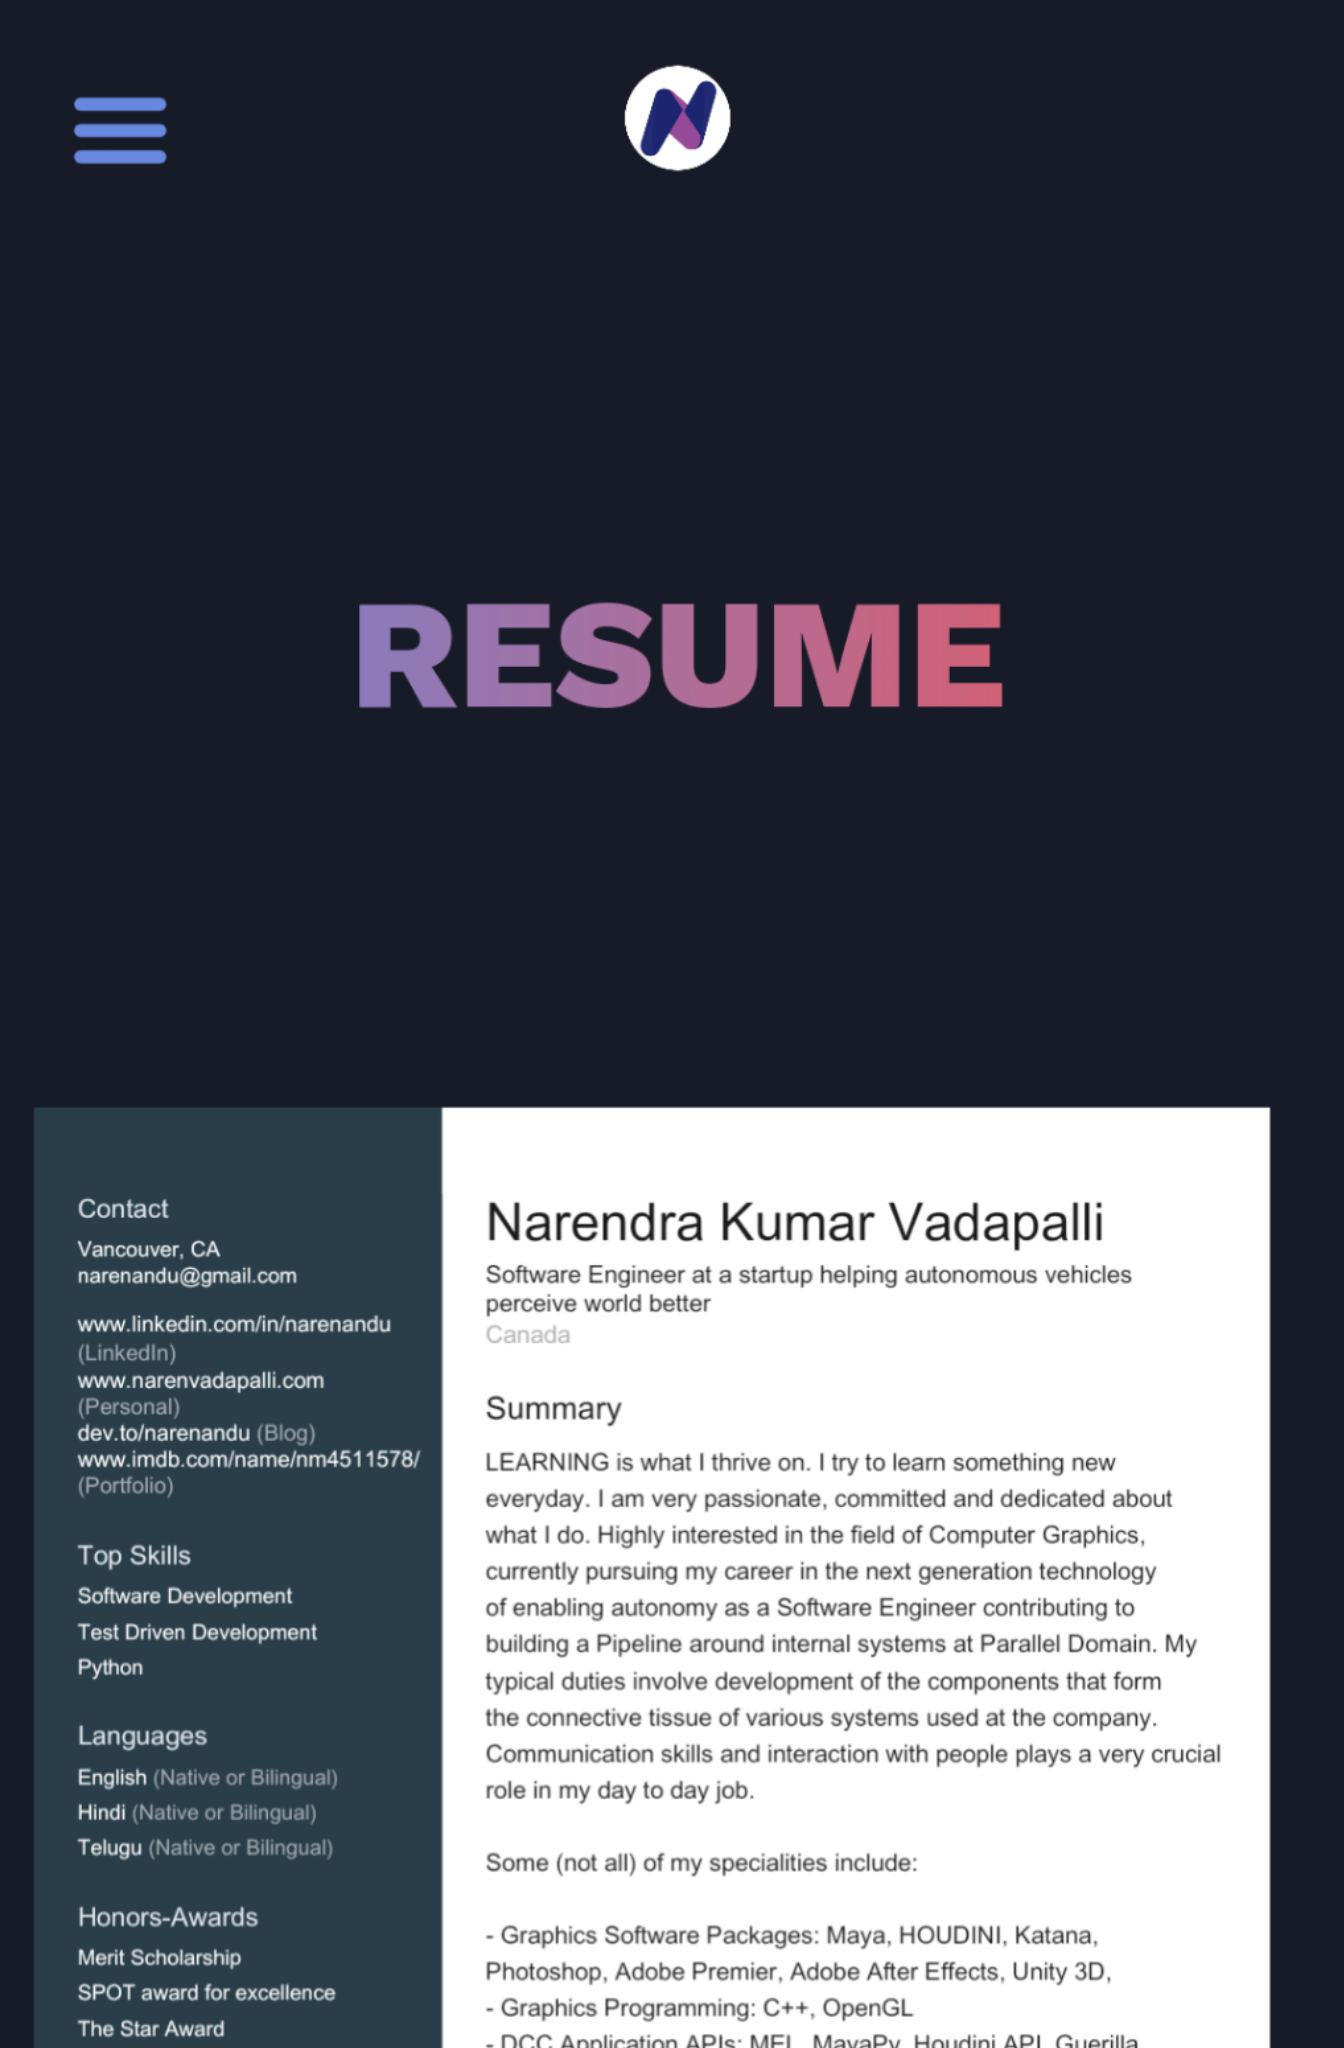 RESUME
Contact
Vancouver, CA
narenandu@gmail.com
www.linkedin.com/in/narenandu
(LinkedIn)
www.narenvadapalli.com
(Personal)
dev.to/narenandu (Blog)
www.imdb.com/name/nm4511578/
(Portfolio)
Top Skills
Software Development
Test Driven Development
Python
Languages
English (Native or Bilingual)
Hindi (Native or Bilingual)
Telugu (Native or Bilingual)
Honors-Awards
Merit Scholarship
SPOT award for excellence
The Star Award
Narendra Kumar Vadapalli
Software Engineer at a startup helping autonomous vehicles
perceive world better
Canada
Summary
LEARNING is what I thrive on. I try to learn something new
everyday. I am very passionate, committed and dedicated about
what I do. Highly interested in the field of Computer Graphics,
currently pursuing my career in the next generation technology
of enabling autonomy as a Software Engineer contributing to
building a Pipeline around internal systems at Parallel Domain. My
typical duties involve development of the components that form
the connective tissue of various systems used at the company.
Communication skills and interaction with people plays a very crucial
role in my day to day job.
Some (not all) of my specialities include:
- Graphics Software Packages: Maya, HOUDINI, Katana,
Photoshop, Adobe Premier, Adobe After Effects, Unity 3D,
- Graphics Programming: C++, OpenGL
- DCC Application APIs: MEL, MayaPy, Houdini API, Guerilla